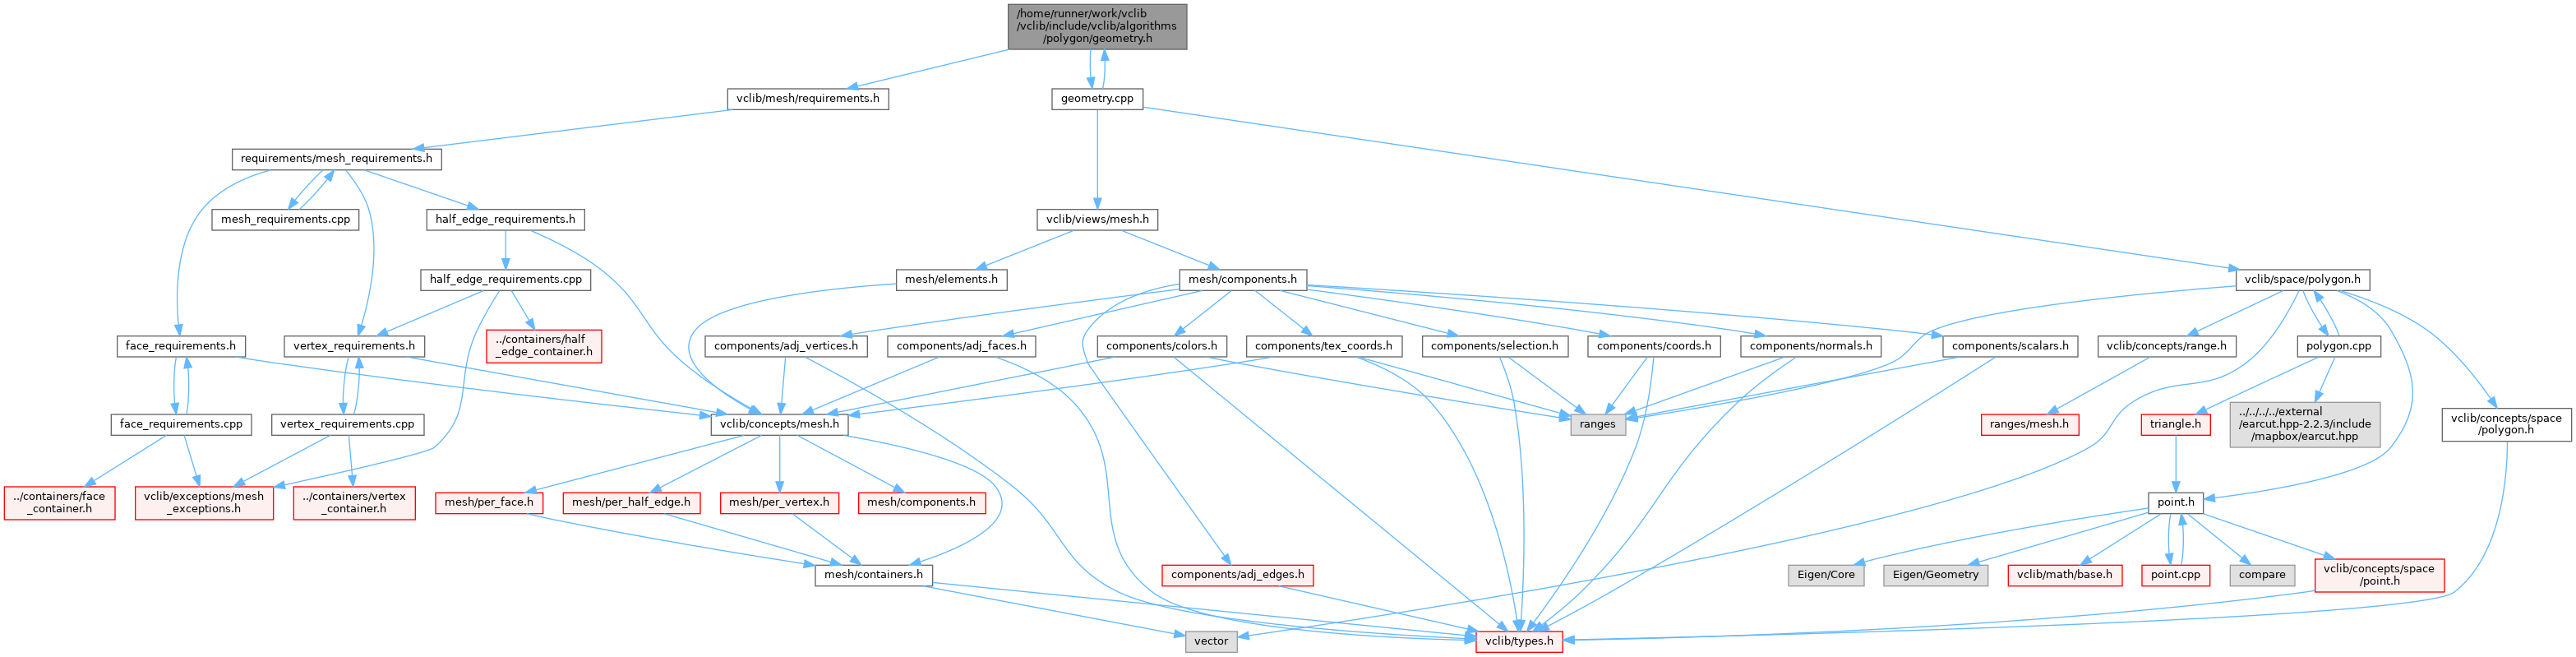 /home/runner/work/vclib
/vclib/include/vclib/algorithms
/polygon/geometry.h
vclib/mesh/requirements.h
geometry.cpp
requirements/mesh_requirements.h
mesh_requirements.cpp
half_edge_requirements.h
vclib/views/mesh.h
half_edge_requirements.cpp
mesh/elements.h
mesh/components.h
vclib/space/polygon.h
face_requirements.h
vertex_requirements.h
../containers/half
_edge_container.h
components/adj_vertices.h
components/adj_faces.h
components/colors.h
components/tex_coords.h
components/selection.h
components/coords.h
components/normals.h
components/scalars.h
vclib/concepts/range.h
polygon.cpp
face_requirements.cpp
vertex_requirements.cpp
vclib/concepts/mesh.h
ranges
ranges/mesh.h
triangle.h
../../../../external
/earcut.hpp-2.2.3/include
/mapbox/earcut.hpp
vclib/concepts/space
/polygon.h
../containers/face
_container.h
vclib/exceptions/mesh
_exceptions.h
../containers/vertex
_container.h
mesh/per_face.h
mesh/per_half_edge.h
mesh/per_vertex.h
mesh/components.h
point.h
mesh/containers.h
components/adj_edges.h
Eigen/Core
Eigen/Geometry
vclib/math/base.h
point.cpp
compare
vclib/concepts/space
/point.h
vector
vclib/types.h